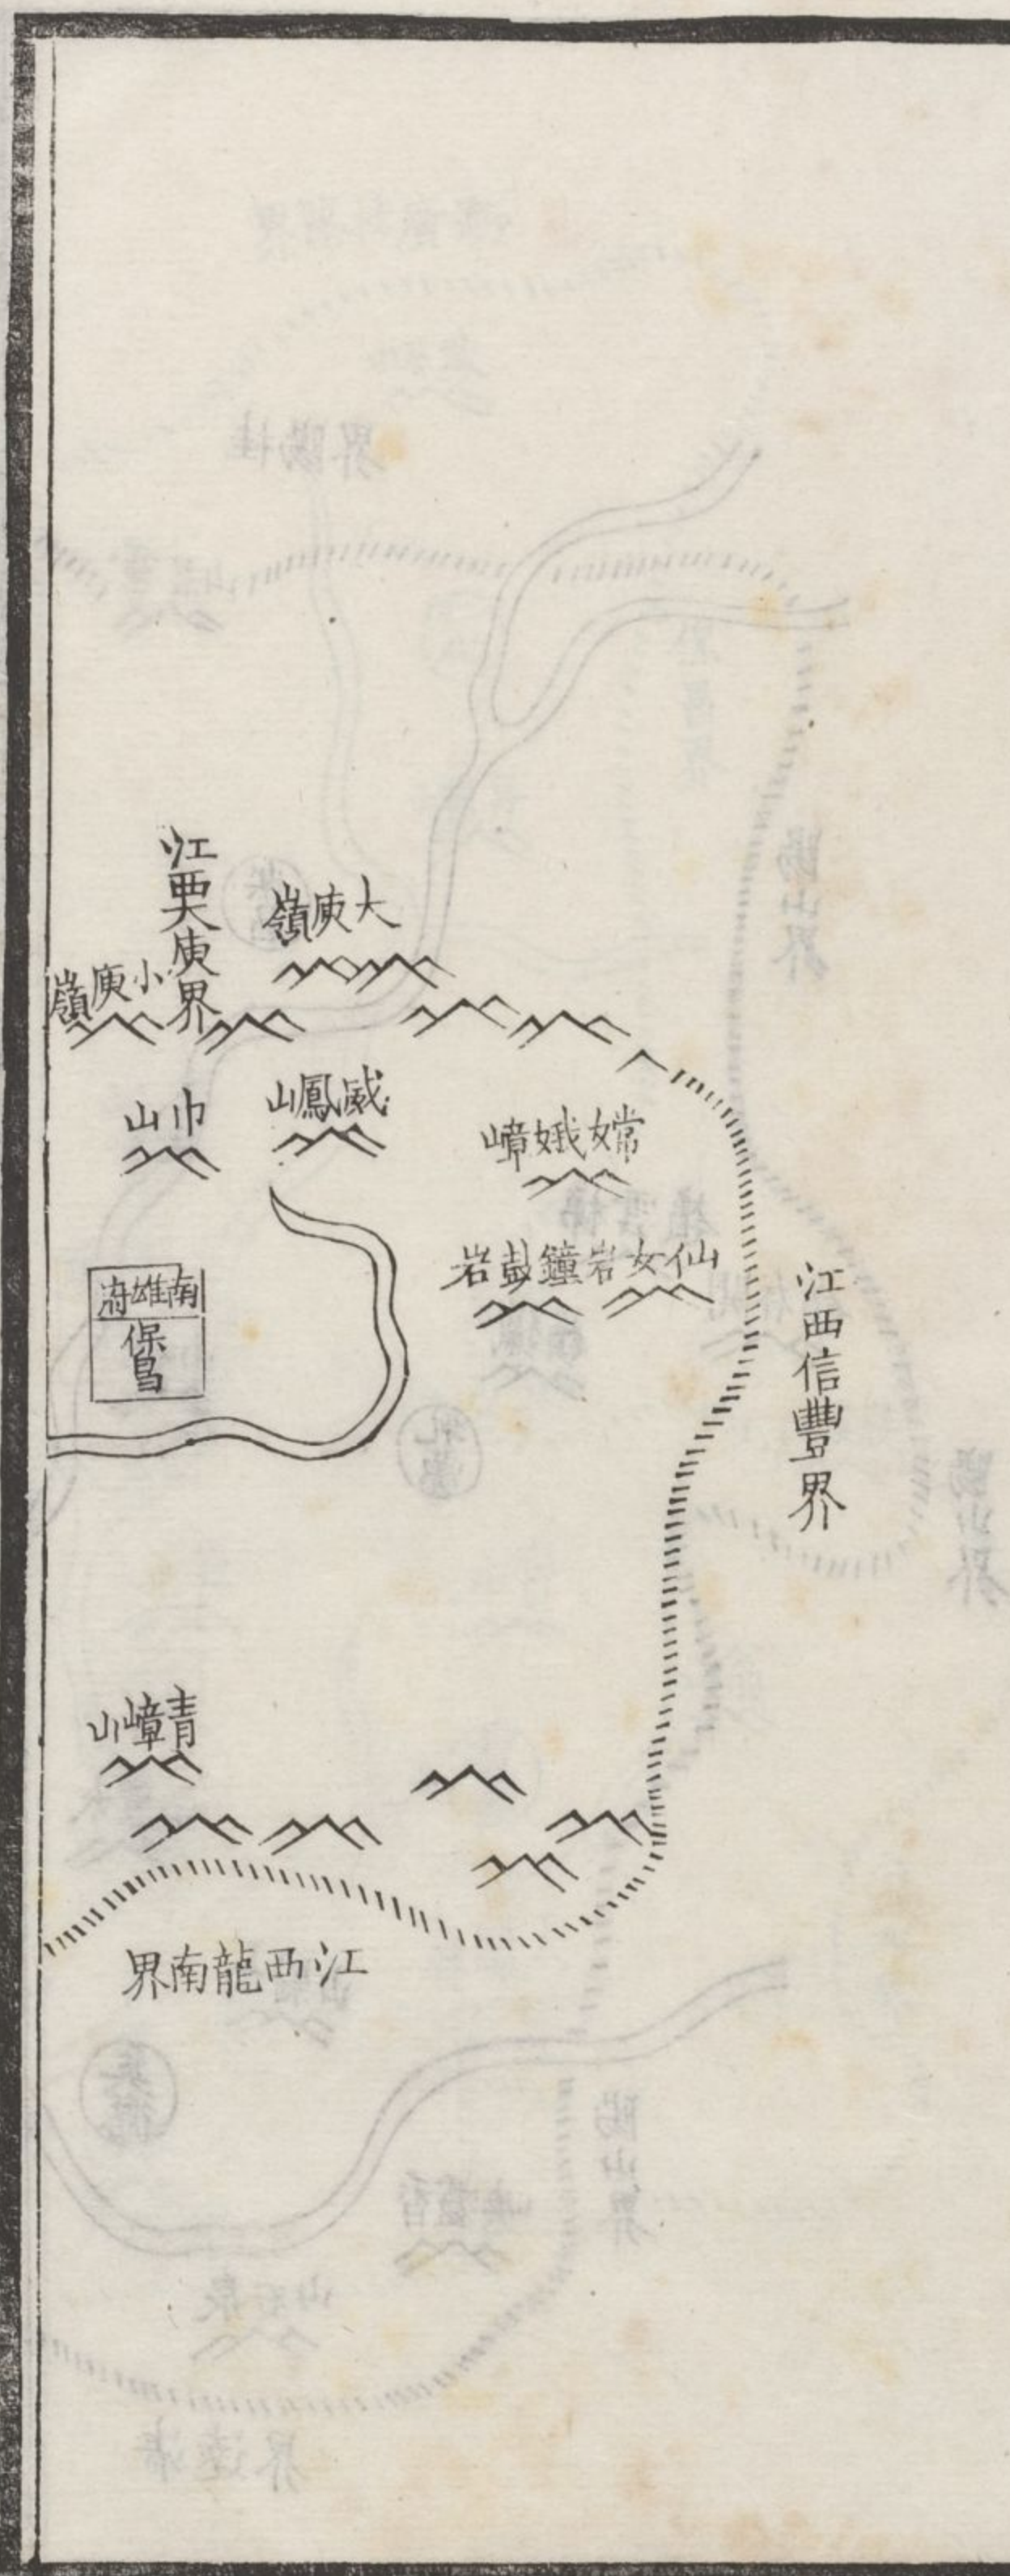 江西大庾界
大庾嶺
小庾嶺
威鳳山
巾山
嫦娥嶂
仙女岩
鐘鼓岩
南雄府
保昌
江西信豐界
青嶂山
江西龍南界